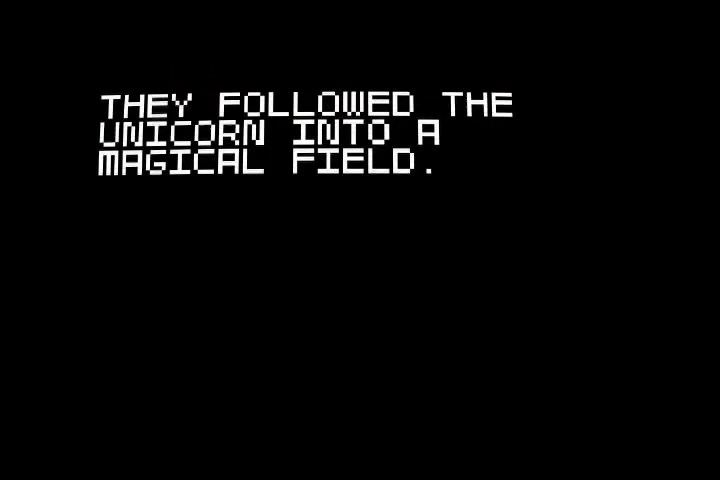 THEY FOLLOWED THE
UNICORN INTO A
MAGICAL FIELD.